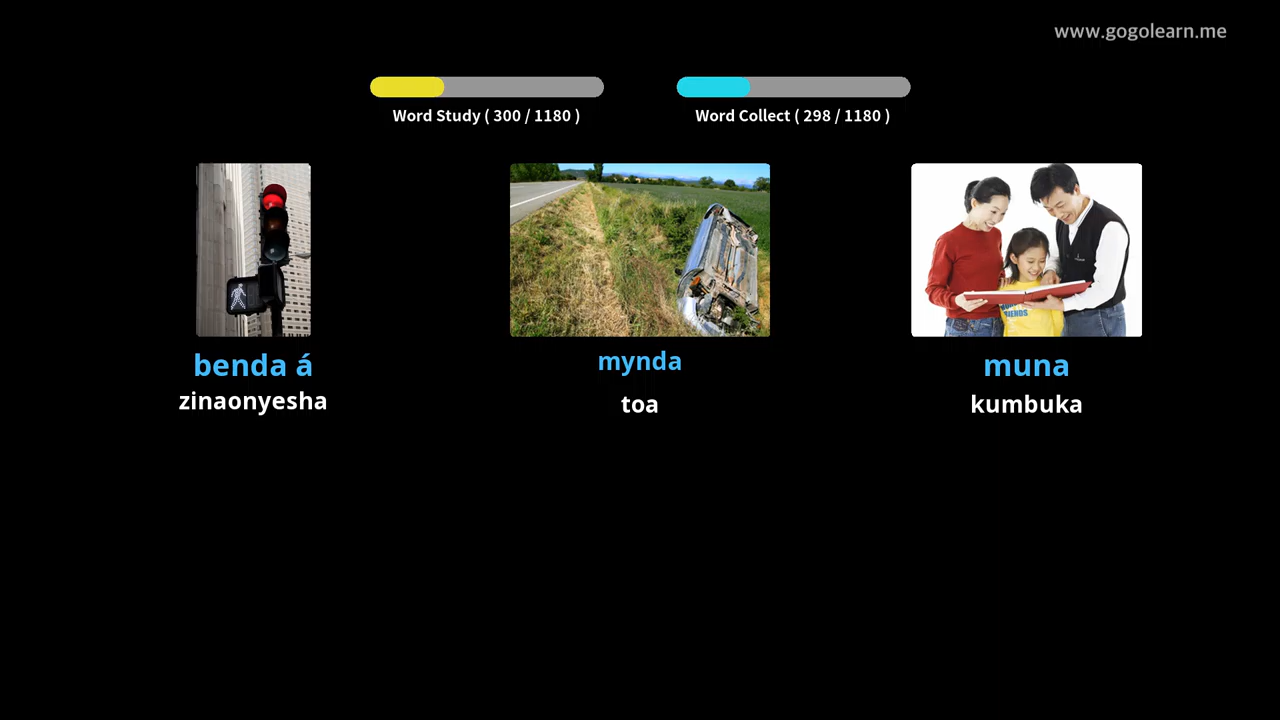 www.gogolearn.me
Word Study ( 300 / 1180 )
Word Collect ( 298 / 1180 )
benda á
zinaonyesha
mynda
toa
muna
kumbuka